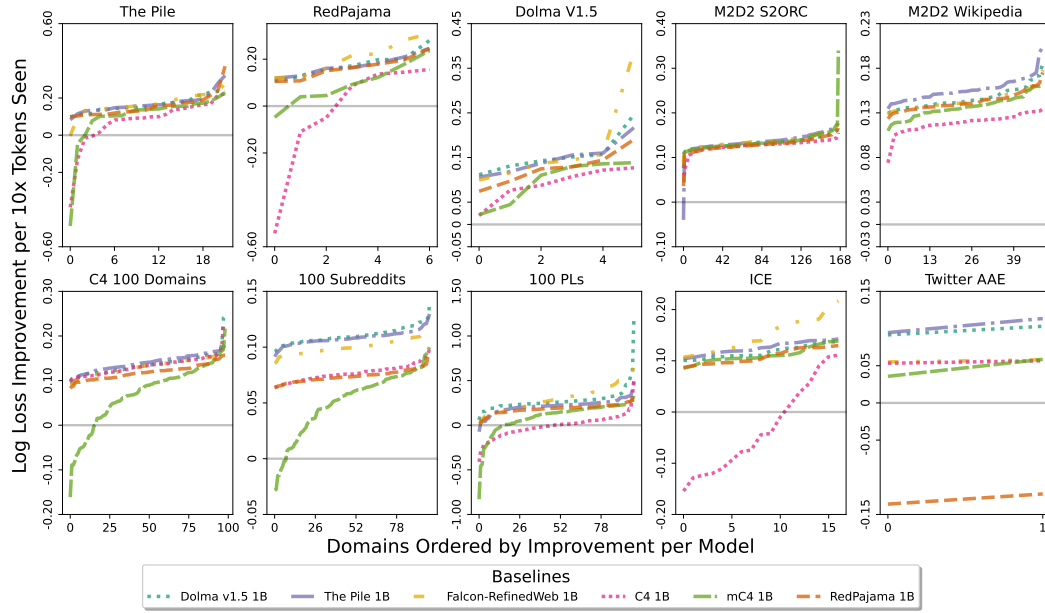 The Pile
RedPajama
Dolma V1.5
M2D2 S2ORC
M2D2 Wikipedia
Log Loss Improvement per 10x Tokens Seen
0.60
0.40
0.20
0
-0.20
-0.60
0 6 12 18
0.20
0
-0.20
-0.60
0 2 4 6
0.45
0.35
0.25
0.15
0.05
0
-0.05
0 2 4
0.40
0.30
0.20
0.10
0
-0.10
0 42 84 126 168
0.23
0.18
0.13
0.08
0.03
0
-0.03
0 13 26 39
C4 100 Domains
100 Subreddits
100 PLs
ICE
Twitter AAE
0.30
0.20
0.10
0
-0.10
-0.20
0 25 50 75 100
0.15
0.10
0.05
0
-0.05
0 26 52 78
1.50
1.00
0.50
0
-0.50
-1.00
0 26 52 78
0.20
0.10
0
-0.10
-0.20
0 5 10 15
0.15
0.05
0
-0.05
-0.15
0 1
Domains Ordered by Improvement per Model
Baselines
Dolma v1.5 1B The Pile 1B Falcon-RefinedWeb 1B C4 1B mC4 1B RedPajama 1B